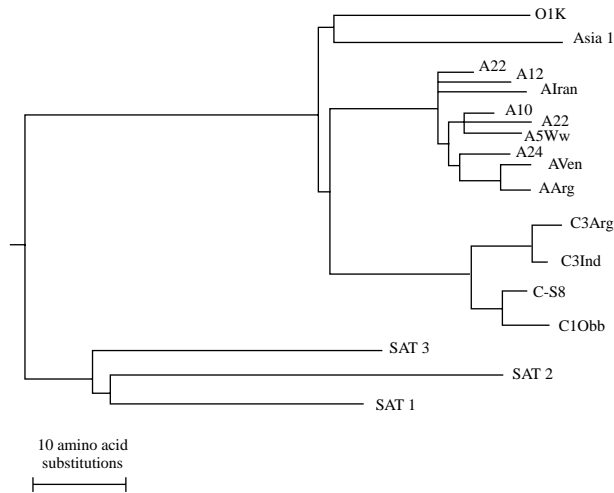 O1K
Asia 1
A22
A12
AIran
A10
A22
A5Ww
A24
AVen
AArg
C3Arg
C3Ind
C-S8
C1Obb
SAT 3
SAT 2
SAT 1
10 amino acid
substitutions